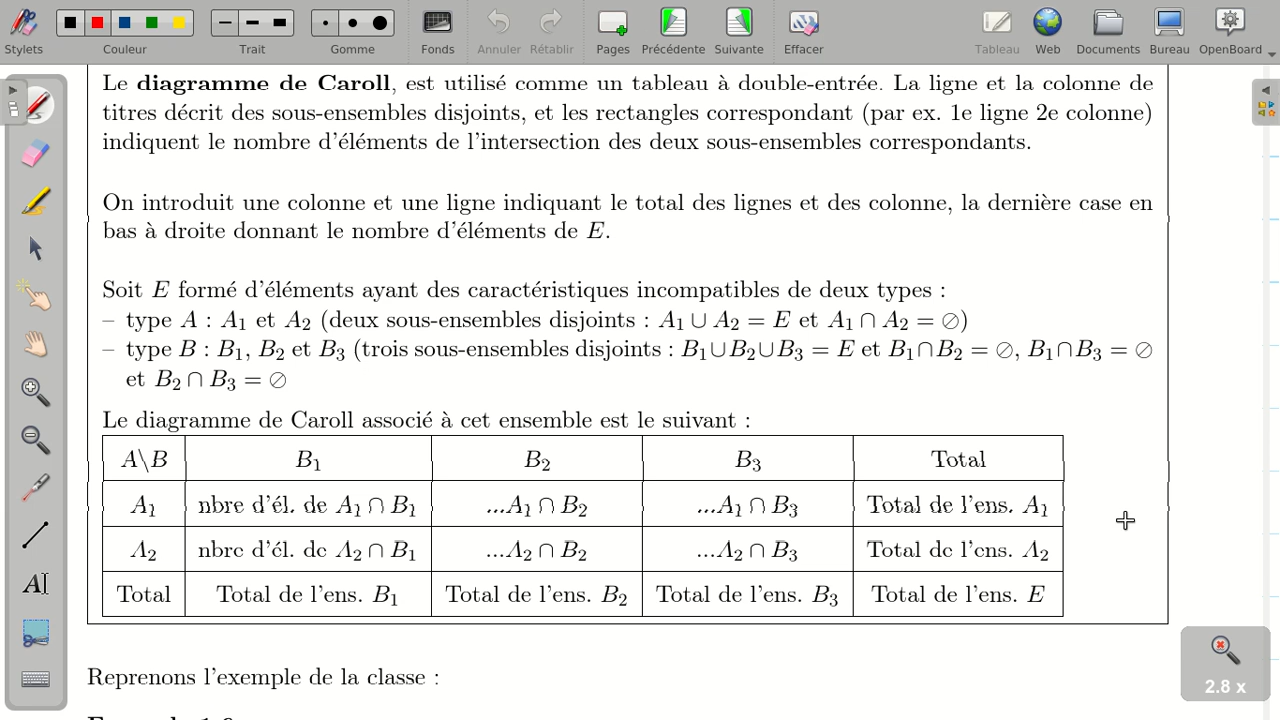 Stylets Couleur Trait Gomme Fonds Annuler Rétablir Pages Précédente Suivante Effacer Tableau Web Documents Bureau OpenBoard
Le diagramme de Caroll, est utilisé comme un tableau à double-entrée. La ligne et la colonne de
titres décrit des sous-ensembles disjoints, et les rectangles correspondant (par ex. 1e ligne 2e colonne)
indiquent le nombre d'éléments de l'intersection des deux sous-ensembles correspondants.
On introduit une colonne et une ligne indiquant le total des lignes et des colonne, la dernière case en
bas à droite donnant le nombre d'éléments de E.
Soit E formé d'éléments ayant des caractéristiques incompatibles de deux types :
– type A : A₁ et A₂ (deux sous-ensembles disjoints : A₁ ∪ A₂ = E et A₁ ∩ A₂ = ∅)
– type B : B₁, B₂ et B₃ (trois sous-ensembles disjoints : B₁∪B₂∪B₃ = E et B₁∩B₂ = ∅, B₁∩B₃ = ∅
et B₂ ∩ B₃ = ∅
Le diagramme de Caroll associé à cet ensemble est le suivant :
A\B B₁ B₂ B₃ Total
A₁ nbre d'él. de A₁ ∩ B₁ ...A₁ ∩ B₂ ...A₁ ∩ B₃ Total de l'ens. A₁
A₂ nbre d'él. de A₂ ∩ B₁ ...A₂ ∩ B₂ ...A₂ ∩ B₃ Total de l'ens. A₂
Total Total de l'ens. B₁ Total de l'ens. B₂ Total de l'ens. B₃ Total de l'ens. E
2.8 x
Reprenons l'exemple de la classe :